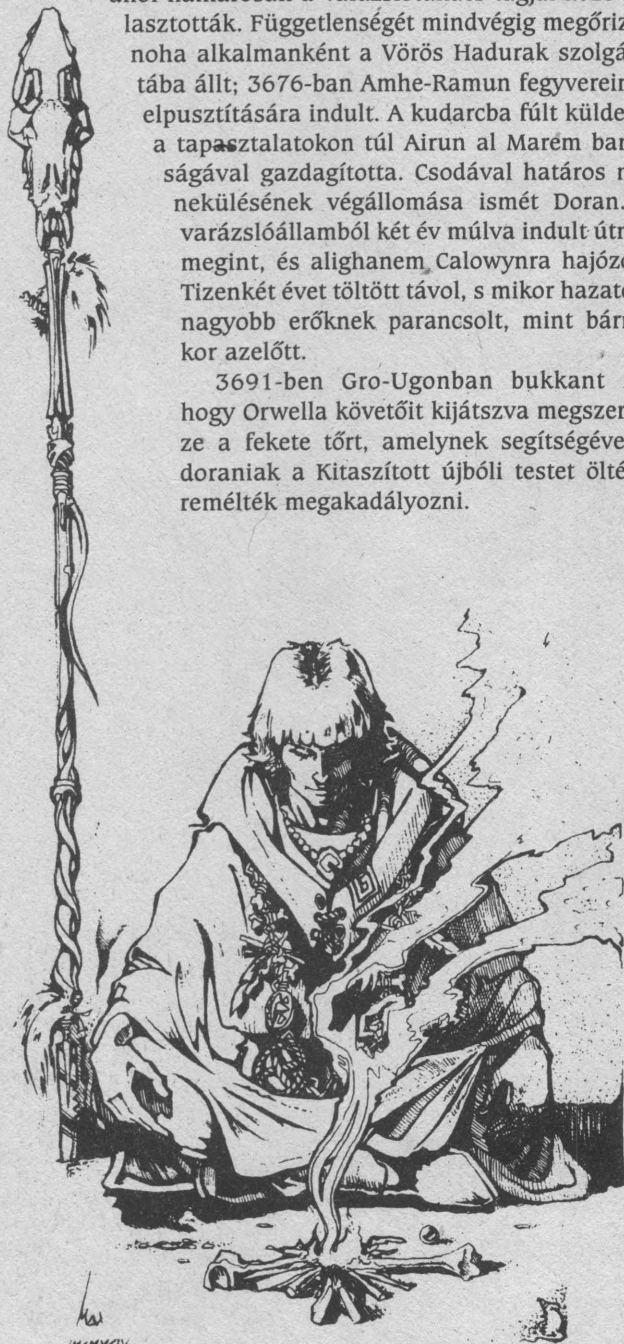 lasztották. Függetlenségét mindvégig megőriz
noha alkalmanként a Vörös Hadurak szolgá
tába állt; 3676-ban Amhe-Ramun fegyverein
elpusztítására indult. A kudarcba fúlt külde
a tapasztalatokon túl Airun al Marem bar
ságával gazdagította. Csodával határos
nekülésének végállomása ismét Doran.
varázslóállamból két év múlva indult útr
megint, és alighanem Calowynra hajózo
Tizenkét évet töltött távol, s mikor hazaté
nagyobb erőknek parancsolt, mint bárr
kor azelőtt.
3691-ben Gro-Ugonban bukkant
hogy Orwella követőit kijátszva megszer
ze a fekete tőrt, amelynek segítségéve
doraniak a Kitaszított újbóli testet ölté
remélték megakadályozni.